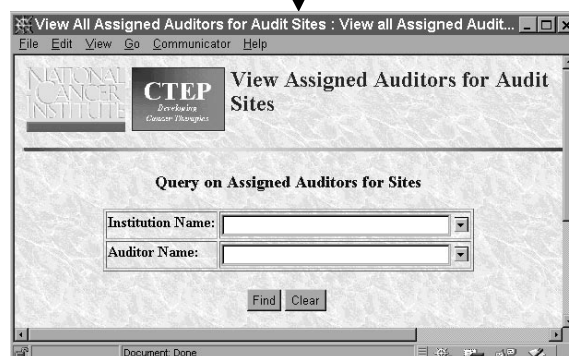 View All Assigned Auditors for Audit Sites : View all Assigned Audit...
File Edit View Go Communicator Help
NATIONAL
CANCER
INSTITUTE
CTEP
Developing
Cancer Therapies
View Assigned Auditors for Audit
Sites
Query on Assigned Auditors for Sites
Institution Name:
Auditor Name:
Find Clear
Document: Done